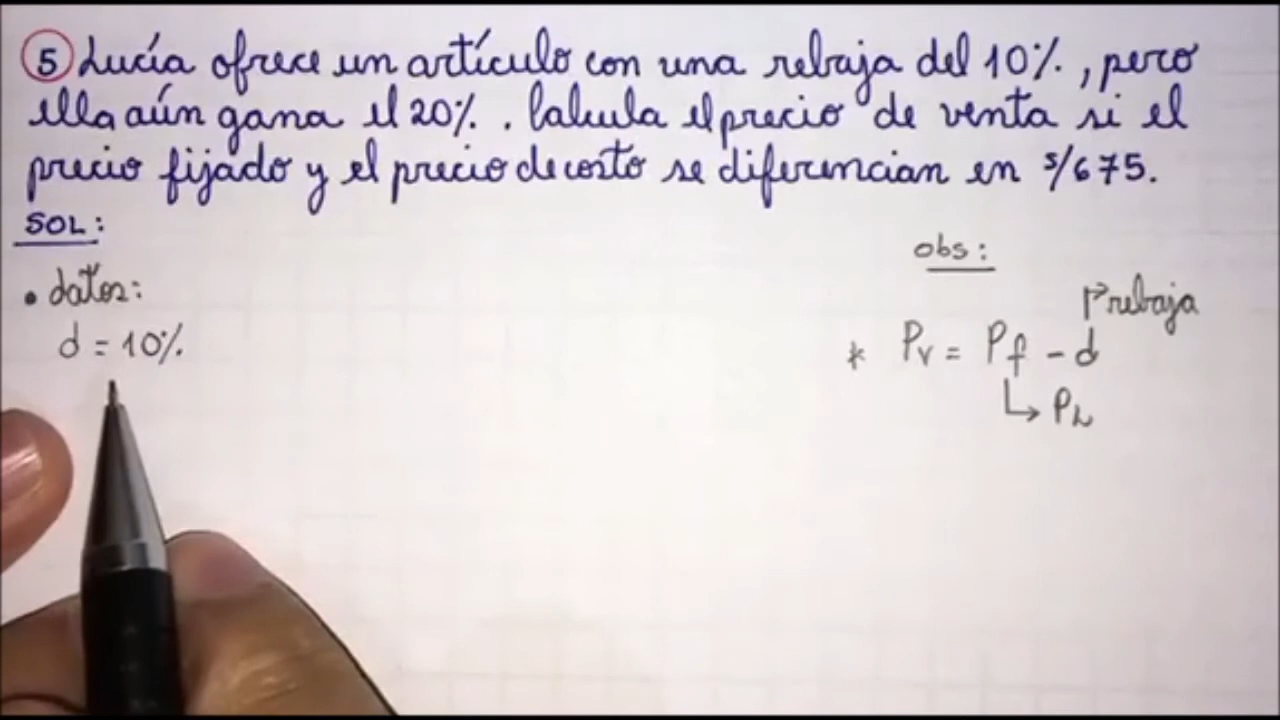 5 Lucía ofrece un artículo con una rebaja del 10%, pero
ella aún gana el 20%. Calcula el precio de venta si el
precio fijado y el precio de costo se diferencian en s/675.
SOL:
obs:
• datos:
rebaja
d = 10%
* Pv = Pf - d
↳ PL